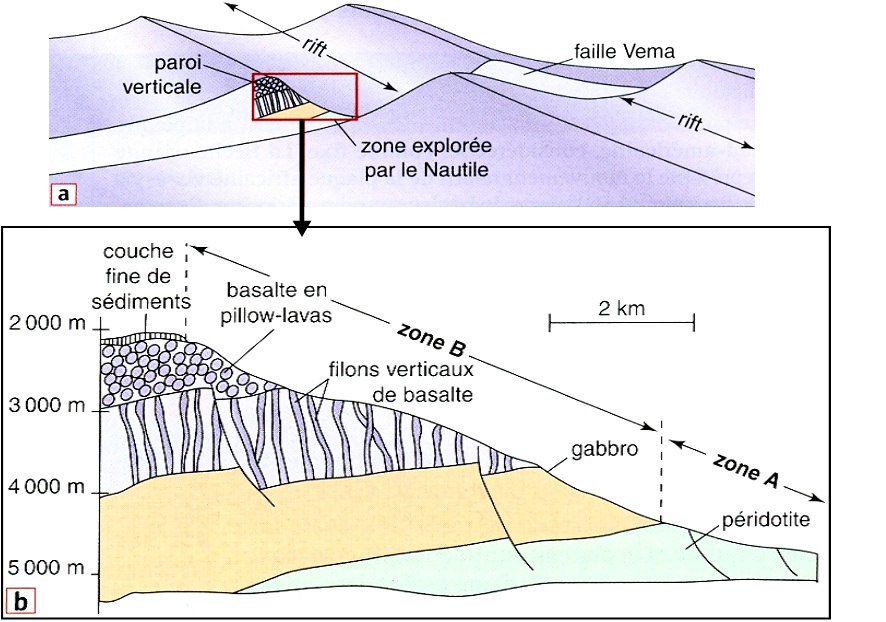 rift
faille Vema
paroi
verticale
rift
zone explorée
par le Nautile
a
couche
fine de
sédiments
basalte en
pillow-lavas
zone B
2 km
2 000 m
filons verticaux
de basalte
3 000 m
gabbro
zone A
4 000 m
péridotite
5 000 m
b